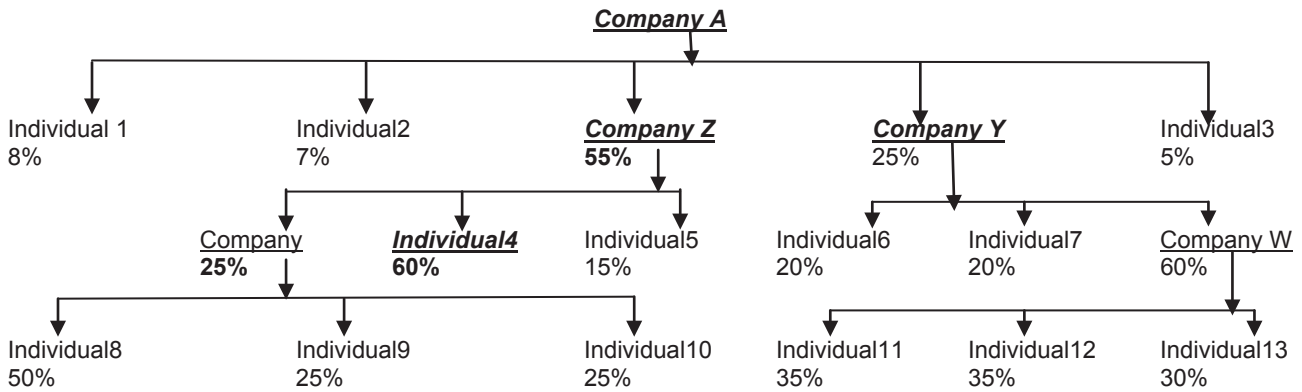 Company A
Individual 1 Individual2 Company Z Company Y Individual3
8% 7% 55% 25% 5%
Company Individual4 Individual5 Individual6 Individual7 Company W
25% 60% 15% 20% 20% 60%
Individual8 Individual9 Individual10 Individual11 Individual12 Individual13
50% 25% 25% 35% 35% 30%